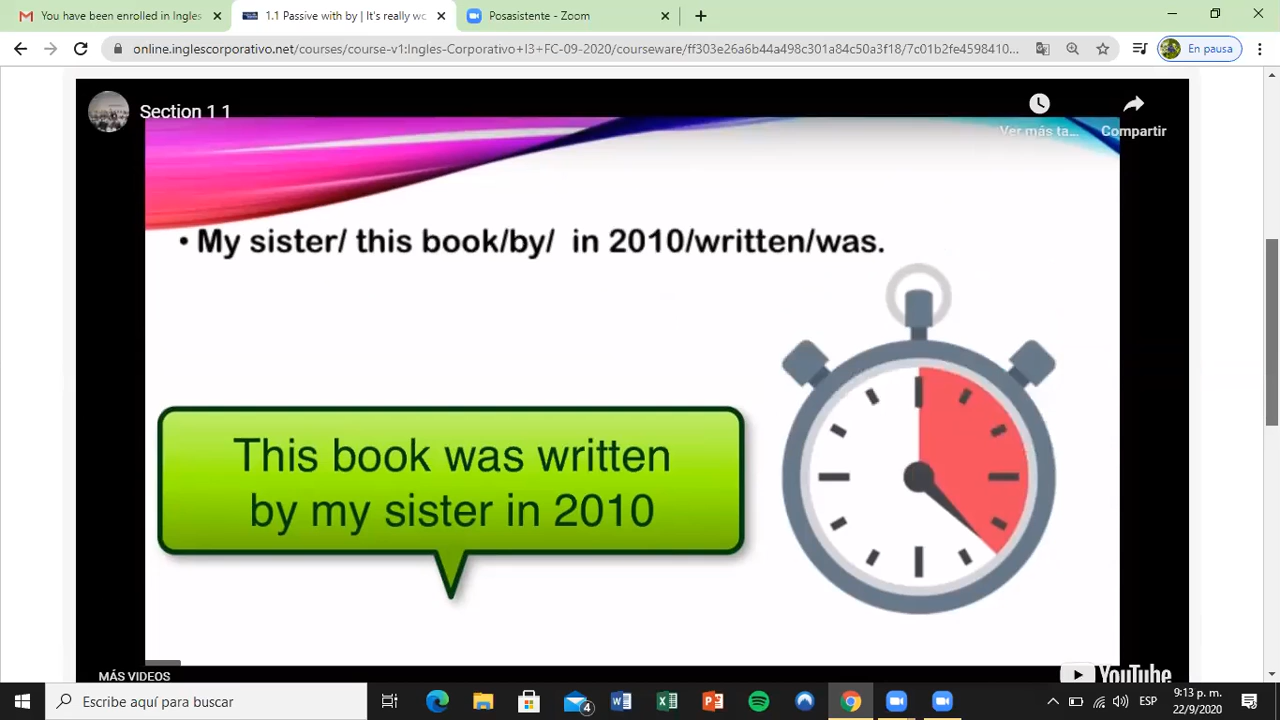 You have been enrolled in Ingles
1.1 Passive with by | It's really wo
Posasistente - Zoom
online.inglescorporativo.net/courses/course-v1:Ingles-Corporativo+I3+FC-09-2020/courseware/ff303e26a6b44a498c301a84c50a3f18/7c01b2fe4598410...
En pausa
Section 1 1
Ver más ta...
Compartir
• My sister/ this book/by/ in 2010/written/was.
This book was written
by my sister in 2010
MÁS VIDEOS
YouTube
Escribe aquí para buscar
4
ESP
9:13 p. m.
22/9/2020